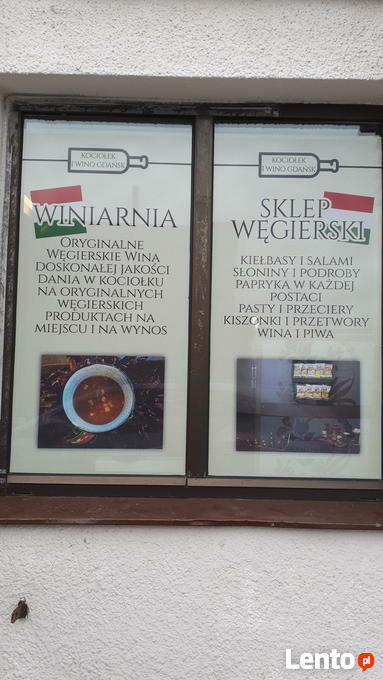 KOCIOŁEK
I WINO GDAŃSK
WINIARNIA
ORYGINALNE
WĘGIERSKIE WINA
DOSKONAŁEJ JAKOŚCI
DANIA W KOCIOŁKU
NA ORYGINALNYCH
WĘGIERSKICH
PRODUKTACH NA
MIEJSCU I NA WYNOS
KOCIOŁEK
I WINO GDAŃSK
SKLEP
WĘGIERSKI
KIEŁBASY I SALAMI
SŁONINY I PODROBY
PAPRYKA W KAŻDEJ
POSTACI
PASTY I PRZECIERY
KISZONKI I PRZETWORY
WINA I PIWA
Lento.pl